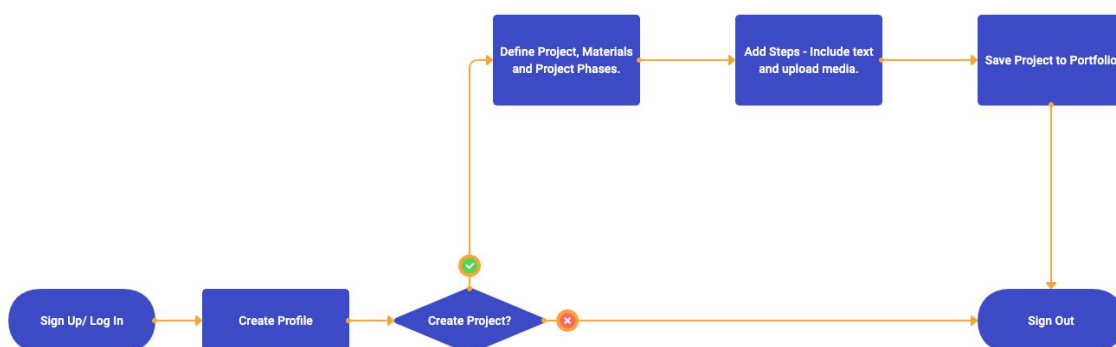 Define Project, Materials
and Project Phases.
Add Steps - Include text
and upload media.
Save Project to Portfolio
Sign Up/ Log In
Create Profile
Create Project?
Sign Out